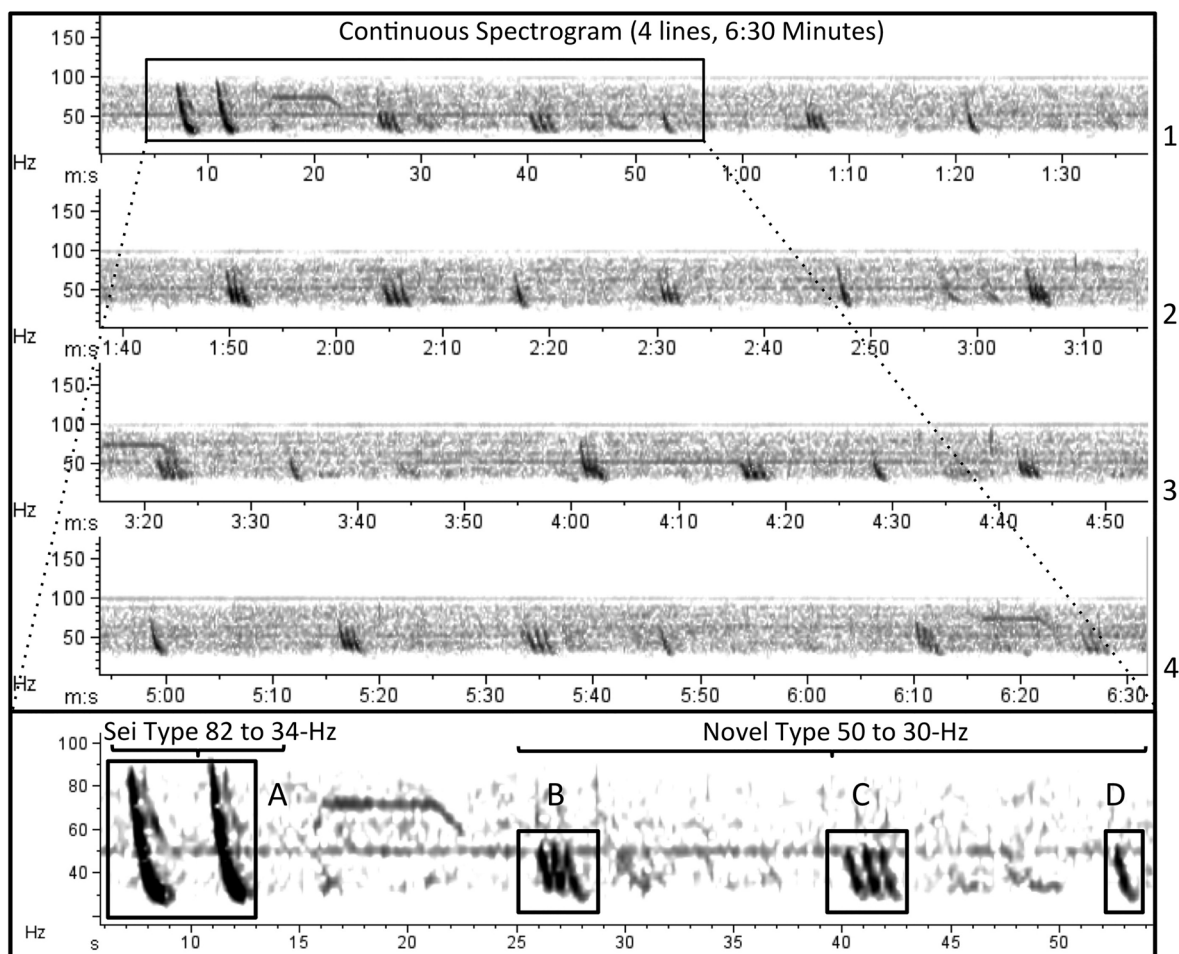 Continuous Spectrogram (4 lines, 6:30 Minutes)
150
100
50
Hz
m:s 10 20 30 40 50 1:00 1:10 1:20 1:30
1
150
100
50
Hz
m:s 1:40 1:50 2:00 2:10 2:20 2:30 2:40 2:50 3:00 3:10
2
150
100
50
Hz
m:s 3:20 3:30 3:40 3:50 4:00 4:10 4:20 4:30 4:40 4:50
3
150
100
50
Hz
m:s 5:00 5:10 5:20 5:30 5:40 5:50 6:00 6:10 6:20 6:30
4
Sei Type 82 to 34-Hz Novel Type 50 to 30-Hz
100
80
A B C D
60
40
Hz s 10 15 20 25 30 35 40 45 50